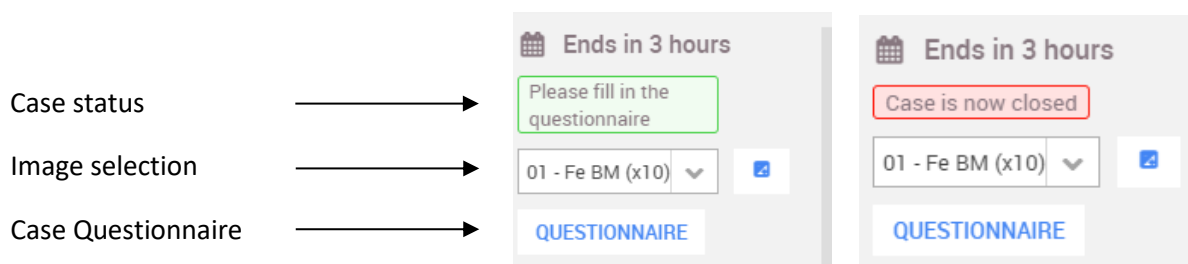 Ends in 3 hours
Ends in 3 hours
Case status
Please fill in the
questionnaire
Case is now closed
Image selection
01 - Fe BM (x10)
01 - Fe BM (x10)
Case Questionnaire
QUESTIONNAIRE
QUESTIONNAIRE